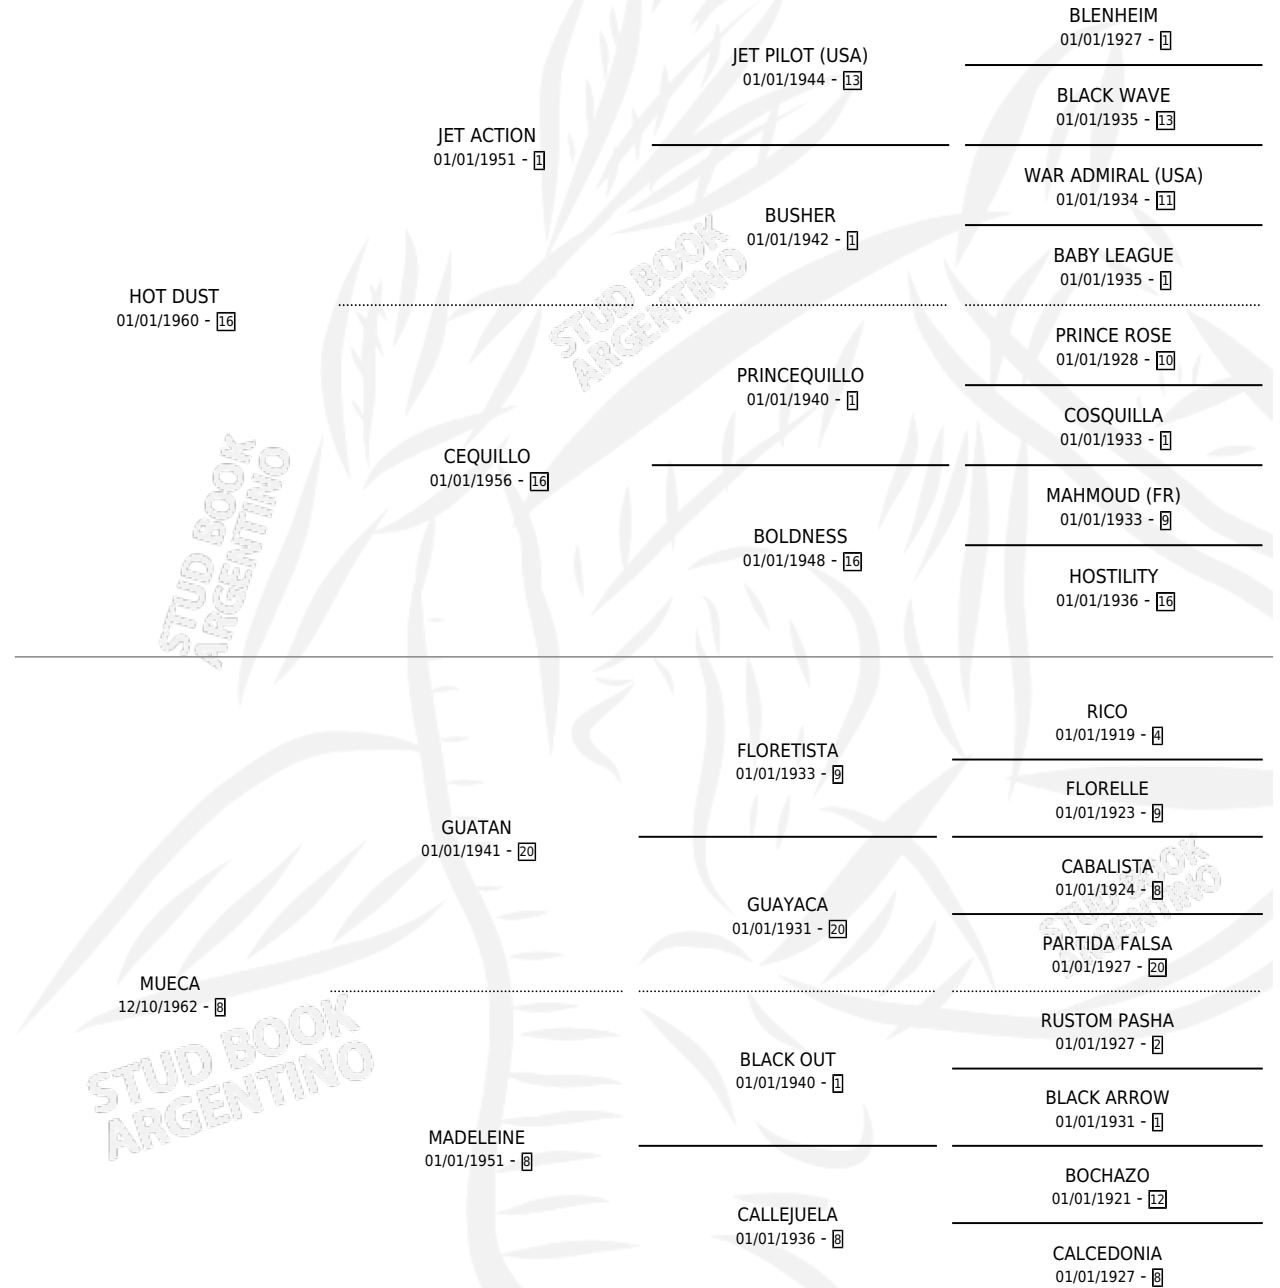 BLENHEIM
01/01/1927 - 1
JET PILOT (USA)
01/01/1944 - 13
BLACK WAVE
01/01/1935 - 13
JET ACTION
01/01/1951 - 1
WAR ADMIRAL (USA)
01/01/1934 - 11
BUSHER
01/01/1942 - 1
BABY LEAGUE
01/01/1935 - 1
HOT DUST
01/01/1960 - 16
PRINCE ROSE
01/01/1928 - 10
PRINCEQUILLO
01/01/1940 - 1
COSQUILLA
01/01/1933 - 1
CEQUILLO
01/01/1956 - 16
MAHMOUD (FR)
01/01/1933 - 9
BOLDNESS
01/01/1948 - 16
HOSTILITY
01/01/1936 - 16
RICO
01/01/1919 - 4
FLORETISTA
01/01/1933 - 9
FLORELLE
01/01/1923 - 9
GUATAN
01/01/1941 - 20
CABALISTA
01/01/1924 - 8
GUAYACA
01/01/1931 - 20
PARTIDA FALSA
01/01/1927 - 20
MUECA
12/10/1962 - 8
RUSTOM PASHA
01/01/1927 - 2
BLACK OUT
01/01/1940 - 1
BLACK ARROW
01/01/1931 - 1
MADELEINE
01/01/1951 - 8
BOCHAZO
01/01/1921 - 12
CALLEJUELA
01/01/1936 - 8
CALCEDONIA
01/01/1927 - 8
STUD BOOK
ARGENTINO
STUD BOOK
ARGENTINO
STUD BOOK
ARGENTINO
STUD BOOK
ARGENTINO